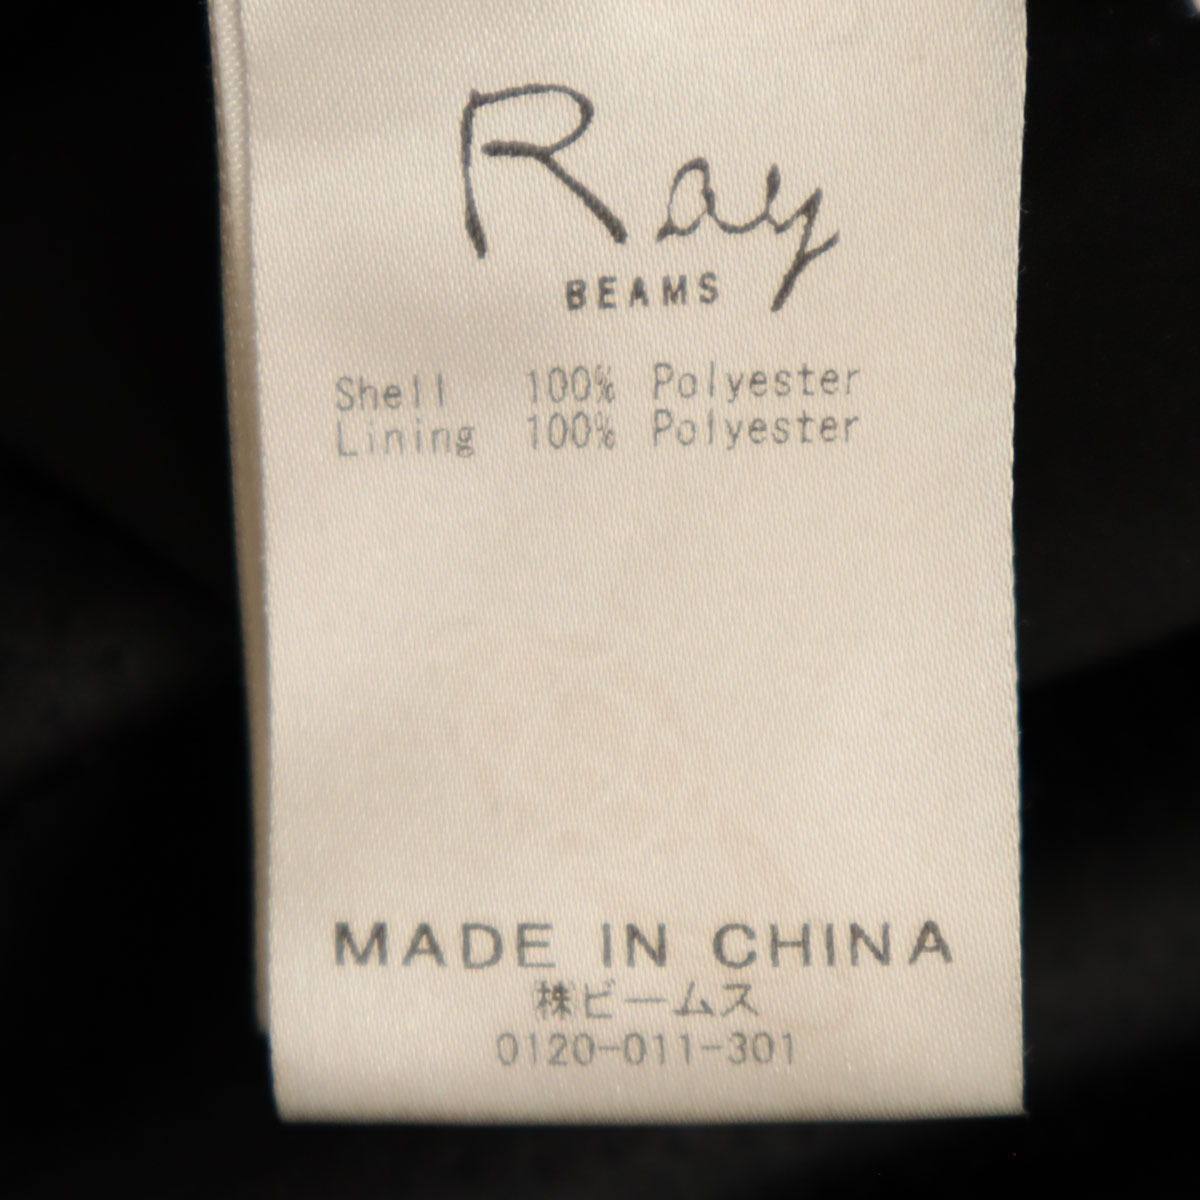 Ray
BEAMS
Shell 100% Polyester
Lining 100% Polyester
MADE IN CHINA
株ビームス
0120-011-301